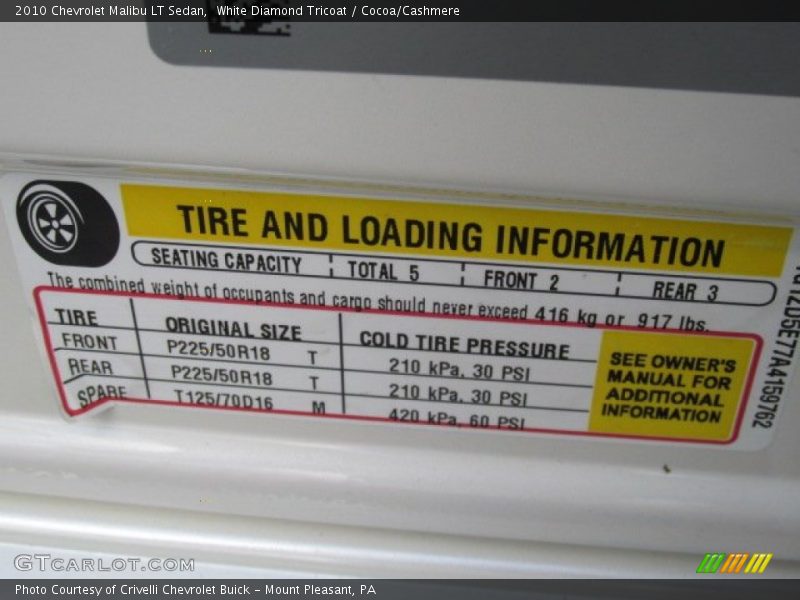 2010 Chevrolet Malibu LT Sedan, White Diamond Tricoat / Cocoa/Cashmere
TIRE AND LOADING INFORMATION
SEATING CAPACITY TOTAL 5 FRONT 2 REAR 3
The combined weight of occupants and cargo should never exceed 416 kg or 917 lbs.
TIRE ORIGINAL SIZE COLD TIRE PRESSURE
FRONT P225/50R18 T 210 kPa, 30 PSI
REAR P225/50R18 T 210 kPa, 30 PSI
SPARE T125/70D16 M 420 kPa, 60 PSI
SEE OWNER'S
MANUAL FOR
ADDITIONAL
INFORMATION
GTCARLOT.COM
Photo Courtesy of Crivelli Chevrolet Buick - Mount Pleasant, PA